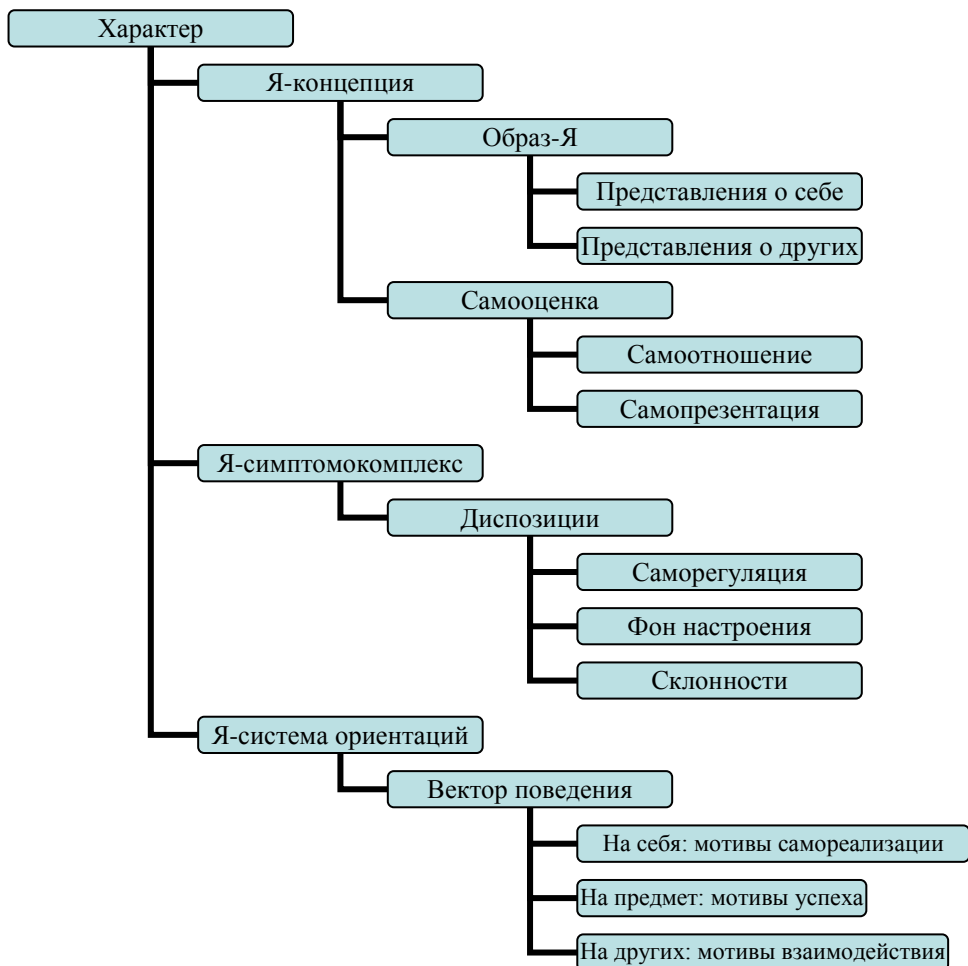 Характер
Я-концепция
Образ-Я
Представления о себе
Представления о других
Самооценка
Самоотношение
Самопрезентация
Я-симптомокомплекс
Диспозиции
Саморегуляция
Фон настроения
Склонности
Я-система ориентаций
Вектор поведения
На себя: мотивы самореализации
На предмет: мотивы успеха
На других: мотивы взаимодействия